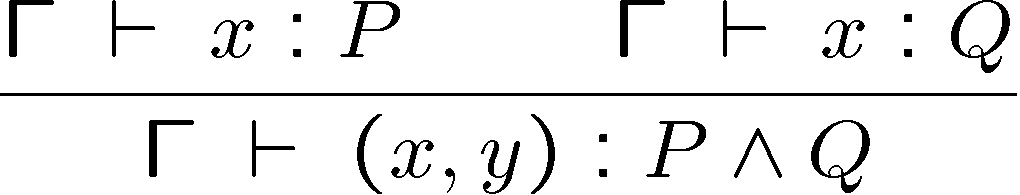 Γ ⊢ x : P Γ ⊢ x : Q
Γ ⊢ (x, y) : P ∧ Q